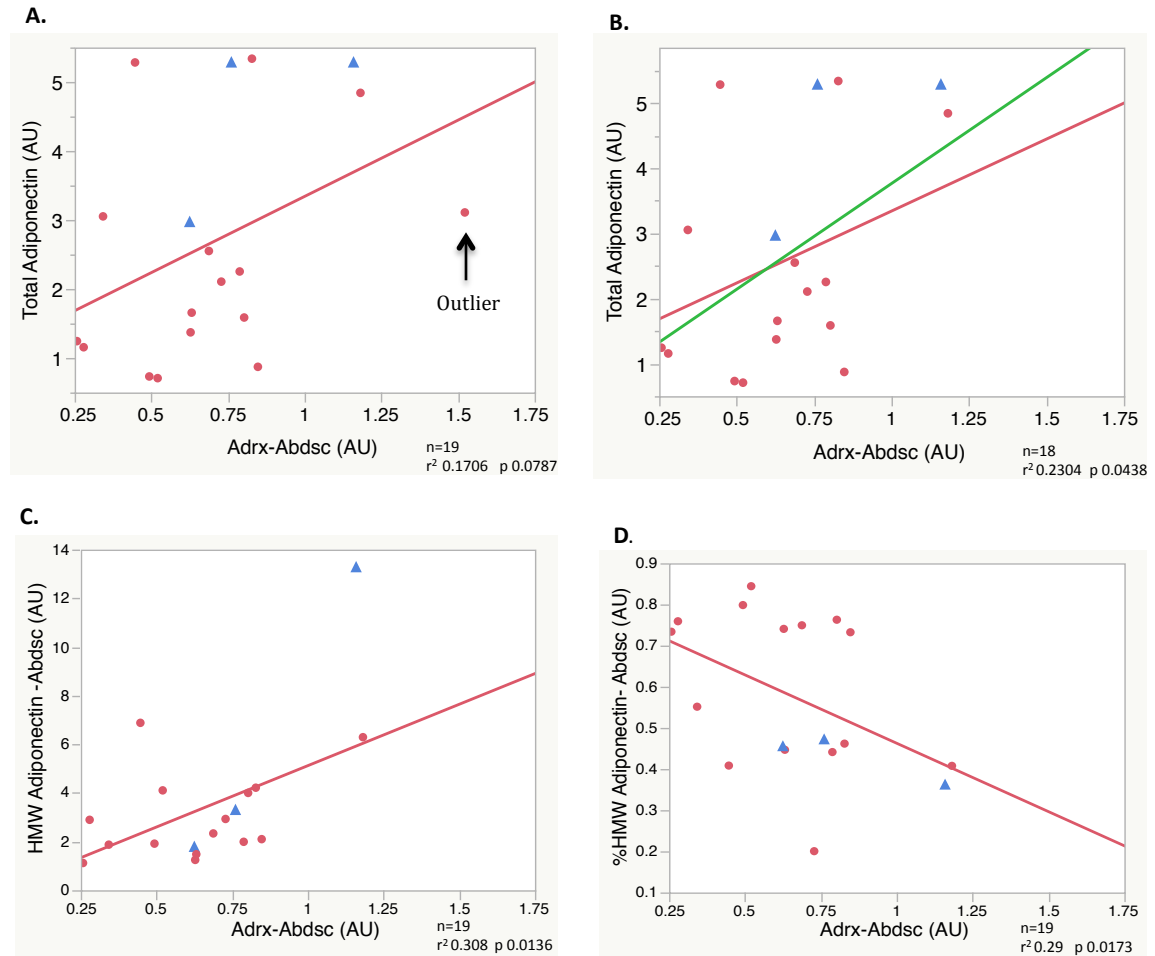 A.
Total Adiponectin (AU)
5
4
3
2
1
Outlier
0.25 0.5 0.75 1 1.25 1.5 1.75
Adrx-Abdsc (AU)
n=19
r² 0.1706 p 0.0787
B.
Total Adiponectin (AU)
5
4
3
2
1
0.25 0.5 0.75 1 1.25 1.5 1.75
Adrx-Abdsc (AU)
n=18
r² 0.2304 p 0.0438
C.
HMW Adiponectin -Abdsc (AU)
14
12
10
8
6
4
2
0
0.25 0.5 0.75 1 1.25 1.5 1.75
Adrx-Abdsc (AU)
n=19
r² 0.308 p 0.0136
D.
%HMW Adiponectin- Abdsc (AU)
0.9
0.8
0.7
0.6
0.5
0.4
0.3
0.2
0.1
0.25 0.5 0.75 1 1.25 1.5 1.75
Adrx-Abdsc (AU)
n=19
r² 0.29 p 0.0173